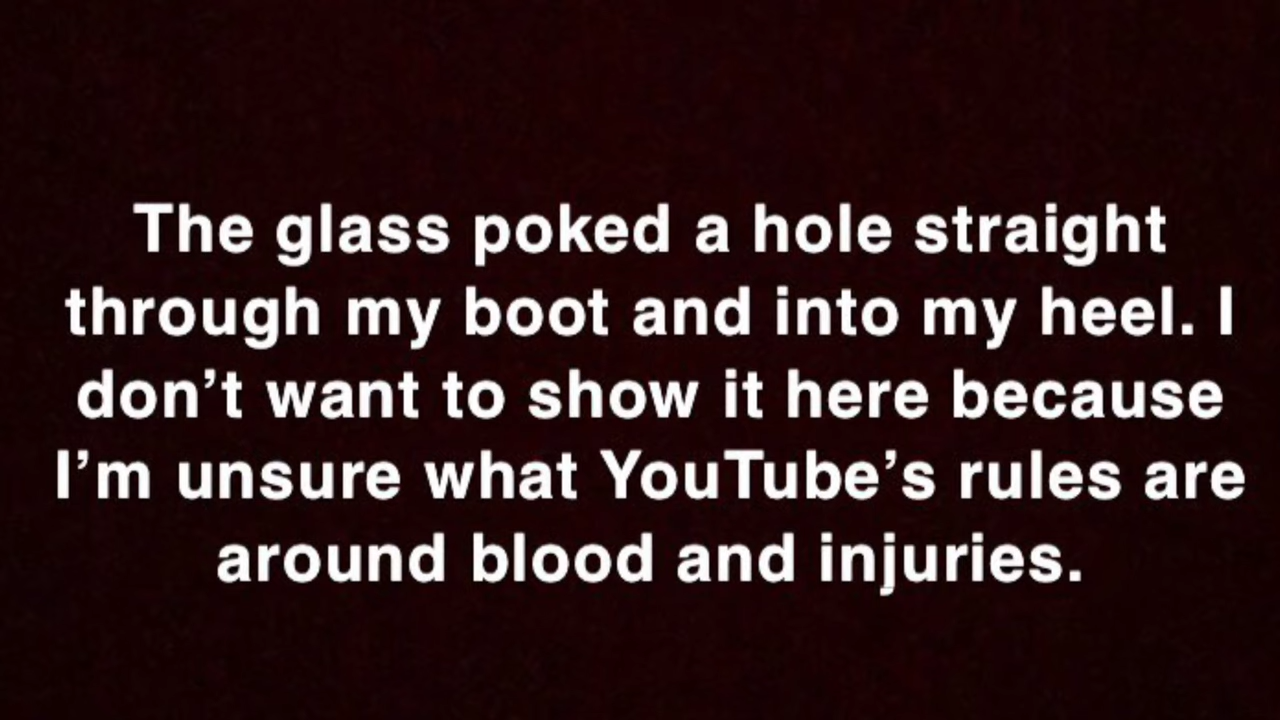 The glass poked a hole straight
through my boot and into my heel. I
don’t want to show it here because
I’m unsure what YouTube’s rules are
around blood and injuries.